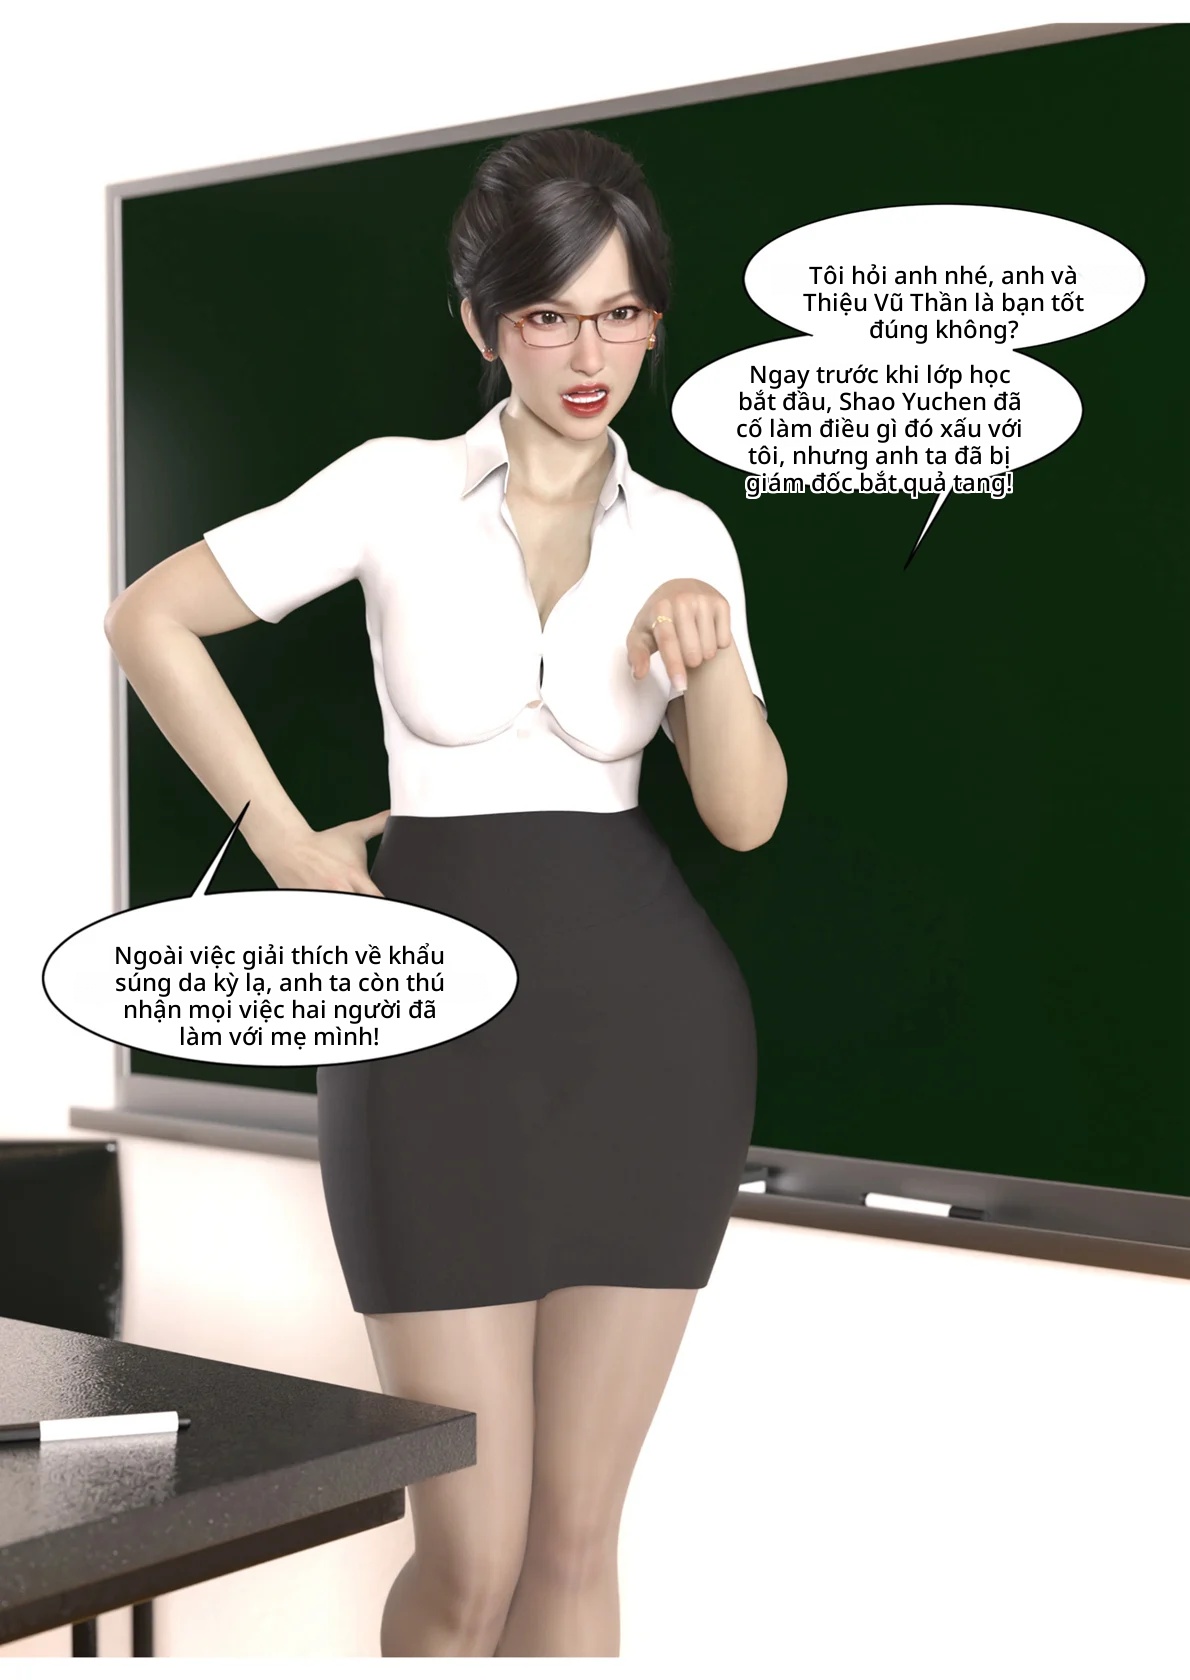 Tôi hỏi anh nhé, anh và
Thiệu Vũ Thần là bạn tốt
đúng không?
Ngay trước khi lớp học
bắt đầu, Shao Yuchen đã
cố làm điều gì đó xấu với
tôi, nhưng anh ta đã bị
giám đốc bắt quả tang!
Ngoài việc giải thích về khẩu
súng da kỳ lạ, anh ta còn thú
nhận mọi việc hai người đã
làm với mẹ mình!